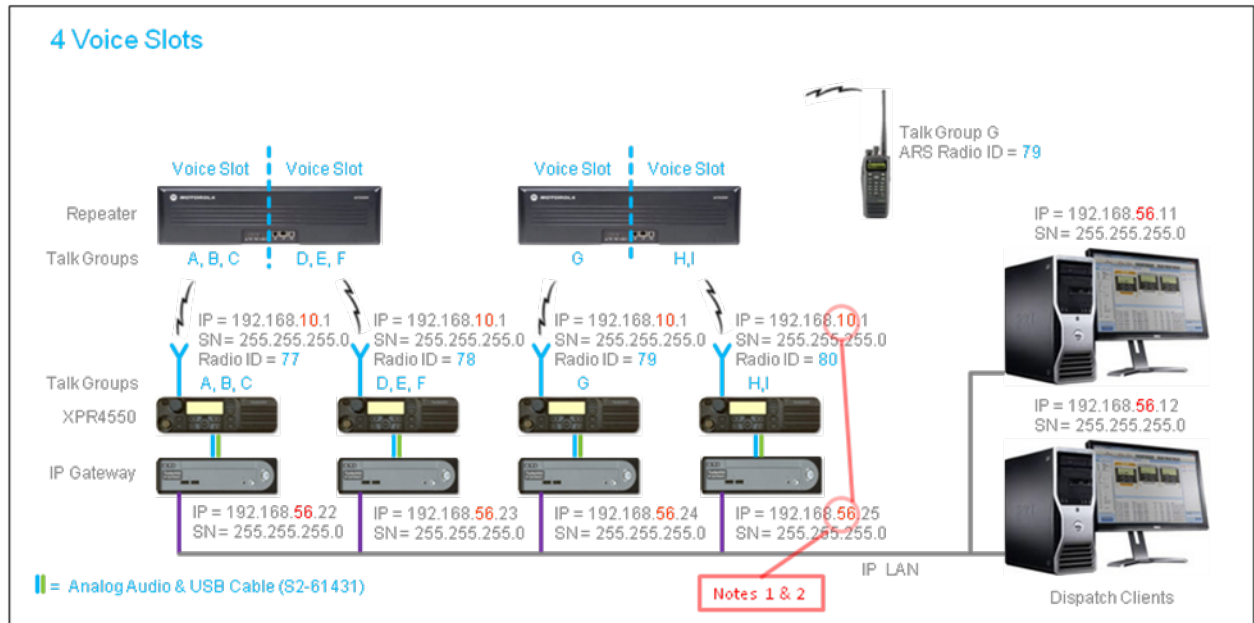 4 Voice Slots
Talk Group G
ARS Radio ID = 79
Voice Slot
Voice Slot
Voice Slot
Voice Slot
Repeater
MOTOROLA
MOTOROLA
Talk Groups
A, B, C
D, E, F
G
H,I
IP = 192.168.10.1
SN = 255.255.255.0
Radio ID = 77
IP = 192.168.10.1
SN = 255.255.255.0
Radio ID = 78
IP = 192.168.10.1
SN = 255.255.255.0
Radio ID = 79
IP = 192.168.10.1
SN = 255.255.255.0
Radio ID = 80
Talk Groups
A, B, C
D, E, F
G
H,I
XPR4550
IP Gateway
IP = 192.168.56.22
SN = 255.255.255.0
IP = 192.168.56.23
SN = 255.255.255.0
IP = 192.168.56.24
SN = 255.255.255.0
IP = 192.168.56.25
SN = 255.255.255.0
IP = 192.168.56.11
SN = 255.255.255.0
IP = 192.168.56.12
SN = 255.255.255.0
IP LAN
Dispatch Clients
= Analog Audio & USB Cable (S2-61431)
Notes 1 & 2